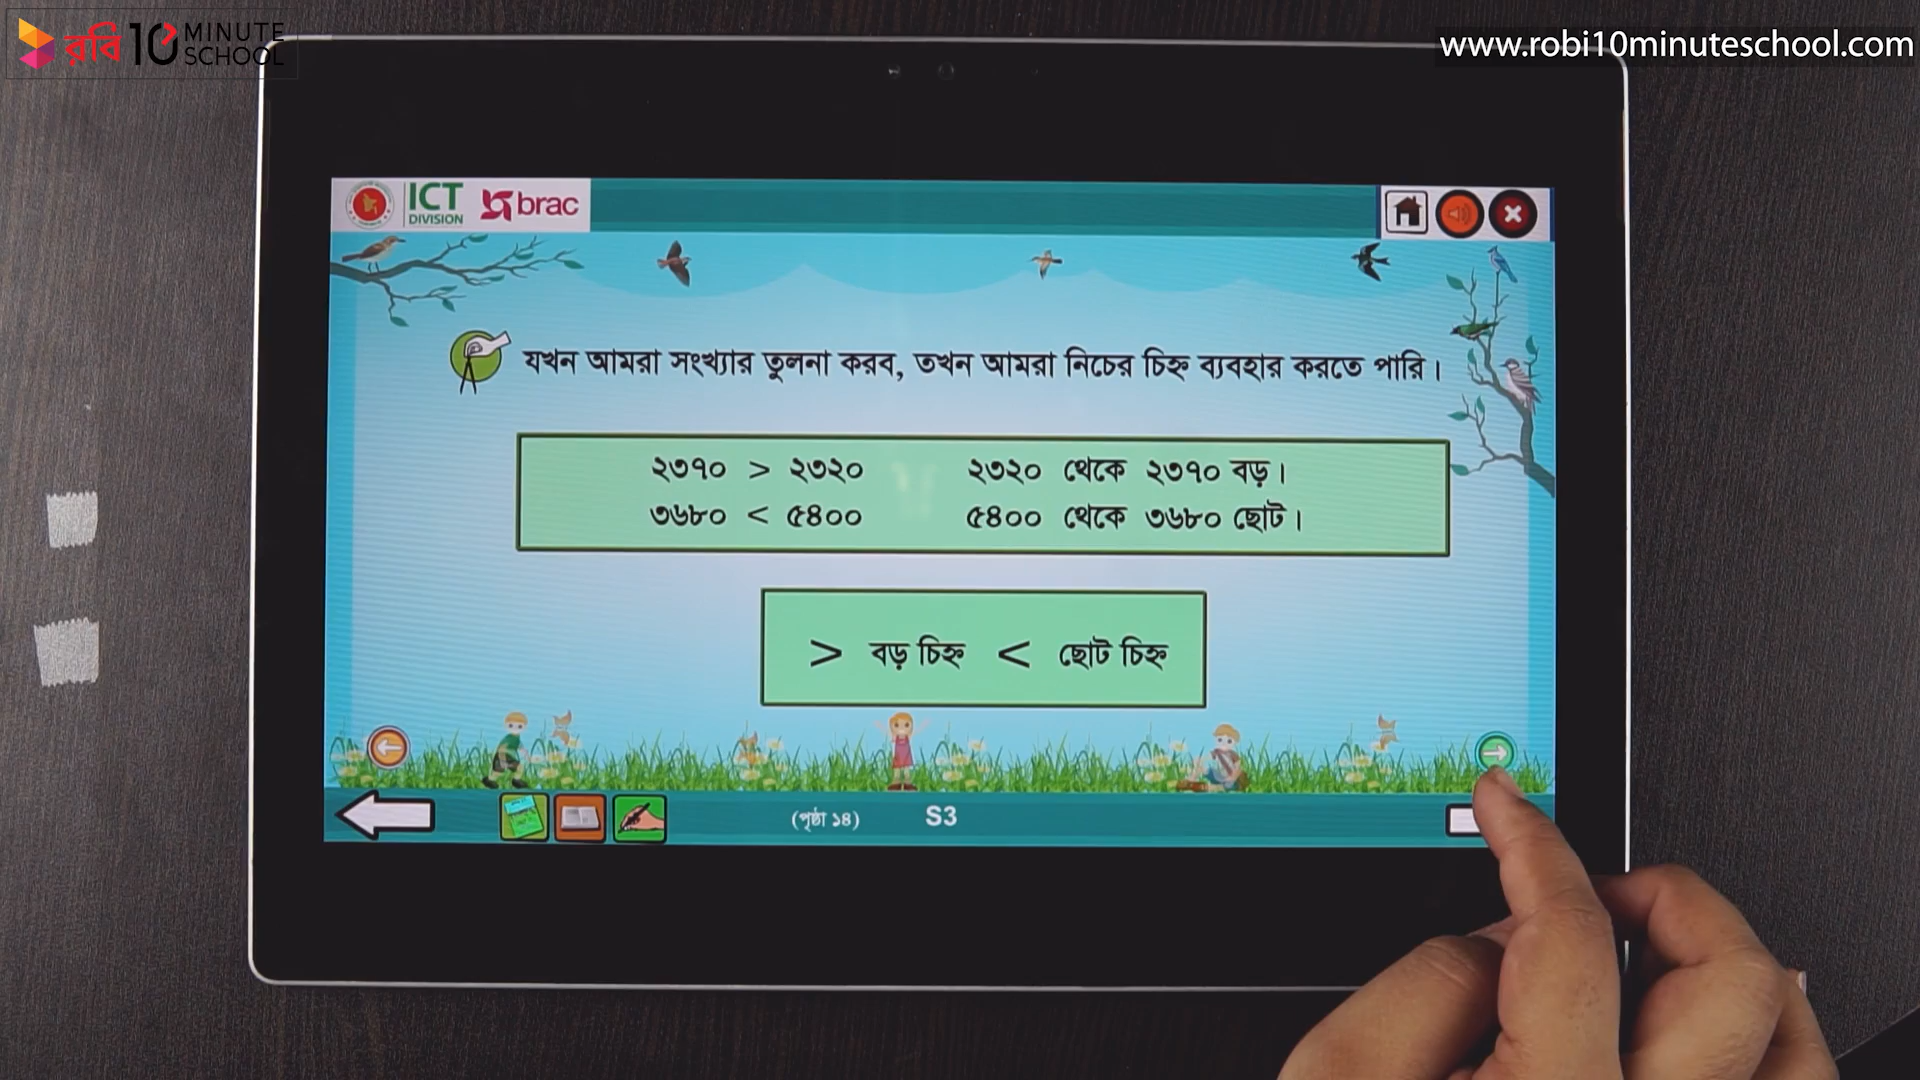 রবি 10 MINUTE SCHOOL
www.robi10minuteschool.com
ICT DIVISION brac
যখন আমরা সংখ্যার তুলনা করব, তখন আমরা নিচের চিহ্ন ব্যবহার করতে পারি।
২৩৭০ > ২৩২০ ২৩২০ থেকে ২৩৭০ বড়।
৩৬৮০ < ৫৪০০ ৫৪০০ থেকে ৩৬৮০ ছোট।
> বড় চিহ্ন < ছোট চিহ্ন
(পৃষ্ঠা ১৪) S3